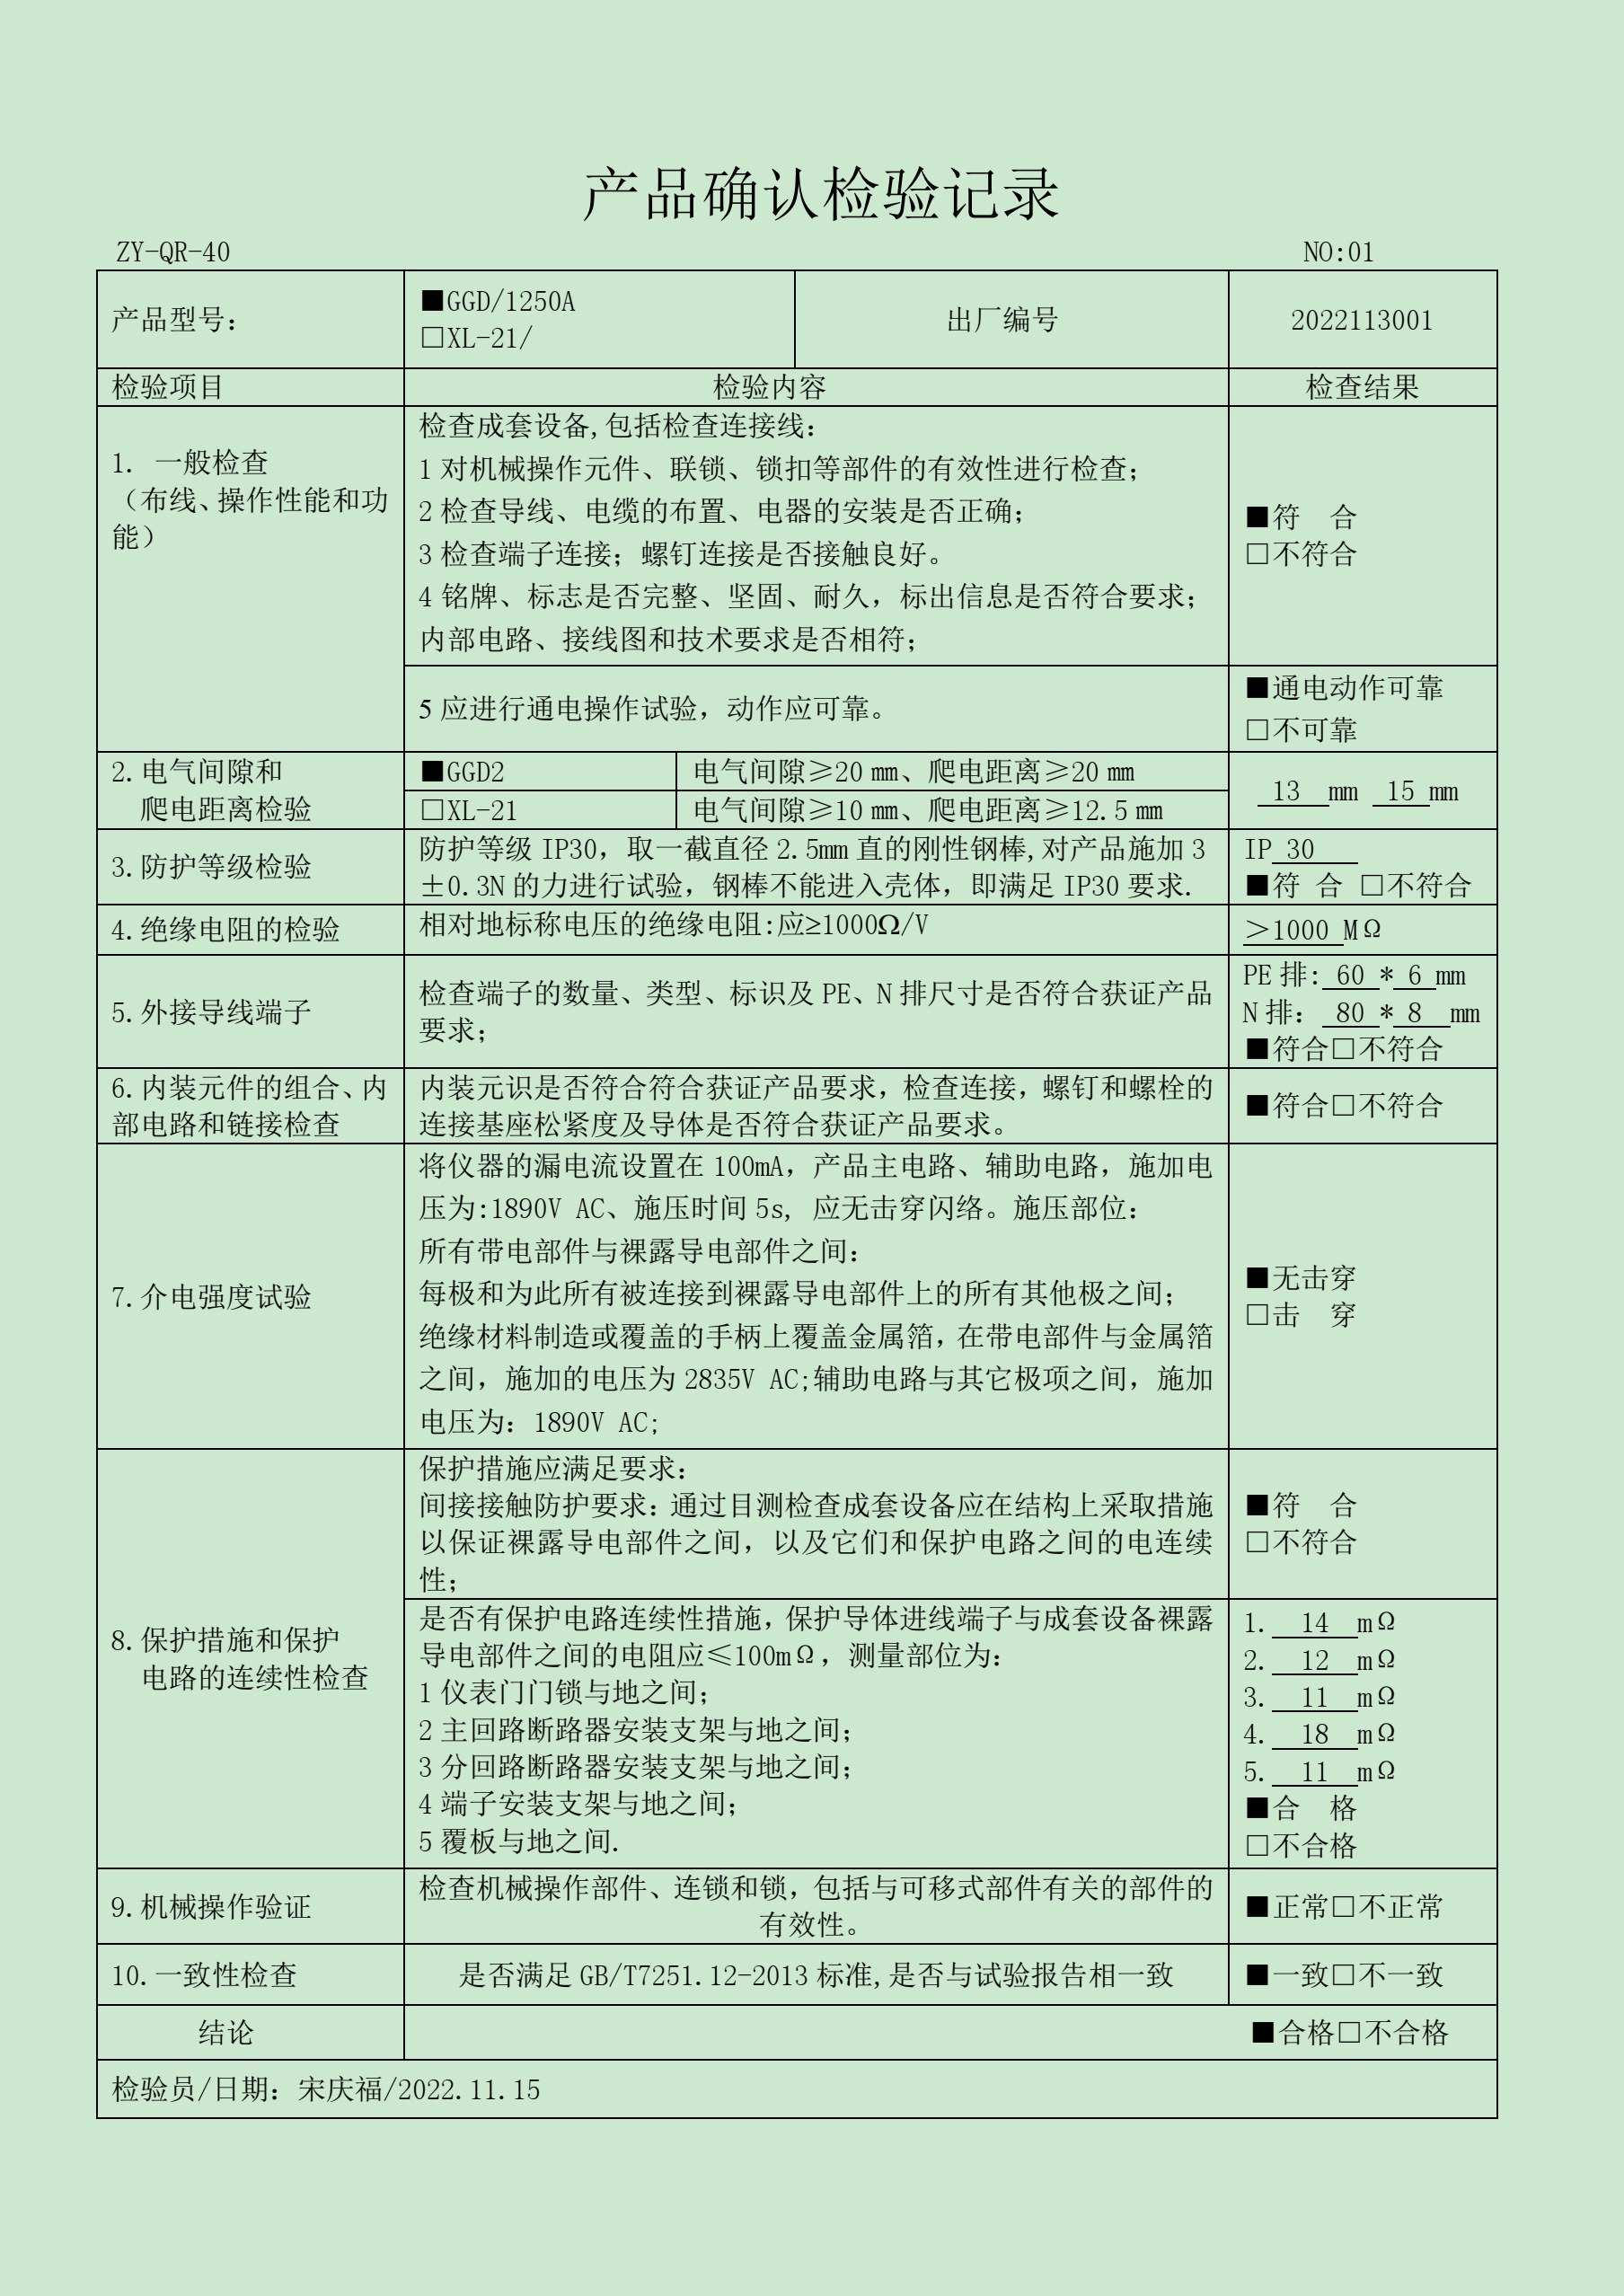 产品确认检验记录
ZY-QR-40 NO:01
产品型号：
■GGD/1250A
□XL-21/
出厂编号
2022113001
检验项目 检验内容 检查结果
1. 一般检查
（布线、操作性能和功
能）
检查成套设备,包括检查连接线：
1 对机械操作元件、联锁、锁扣等部件的有效性进行检查；
2 检查导线、电缆的布置、电器的安装是否正确；
3 检查端子连接；螺钉连接是否接触良好。
4 铭牌、标志是否完整、坚固、耐久，标出信息是否符合要求；
内部电路、接线图和技术要求是否相符；
■符　合
□不符合
5 应进行通电操作试验，动作应可靠。
■通电动作可靠
□不可靠
2.电气间隙和
爬电距离检验
■GGD2 电气间隙≥20㎜、爬电距离≥20㎜
□XL-21 电气间隙≥10㎜、爬电距离≥12.5㎜
13 mm 15 mm
3.防护等级检验
防护等级 IP30，取一截直径 2.5mm 直的刚性钢棒,对产品施加 3
±0.3N 的力进行试验，钢棒不能进入壳体，即满足 IP30 要求.
IP 30
■符 合 □不符合
4.绝缘电阻的检验
相对地标称电压的绝缘电阻:应≥1000Ω/V
＞1000 MΩ
5.外接导线端子
检查端子的数量、类型、标识及 PE、N 排尺寸是否符合获证产品
要求；
PE 排: 60 * 6 mm
N 排： 80 * 8 mm
■符合□不符合
6.内装元件的组合、内
部电路和链接检查
内装元识是否符合符合获证产品要求，检查连接，螺钉和螺栓的
连接基座松紧度及导体是否符合获证产品要求。
■符合□不符合
7.介电强度试验
将仪器的漏电流设置在 100mA，产品主电路、辅助电路，施加电
压为:1890V AC、施压时间 5s, 应无击穿闪络。施压部位：
所有带电部件与裸露导电部件之间：
每极和为此所有被连接到裸露导电部件上的所有其他极之间；
绝缘材料制造或覆盖的手柄上覆盖金属箔，在带电部件与金属箔
之间，施加的电压为 2835V AC;辅助电路与其它极项之间，施加
电压为：1890V AC;
■无击穿
□击　穿
8.保护措施和保护
电路的连续性检查
保护措施应满足要求：
间接接触防护要求：通过目测检查成套设备应在结构上采取措施
以保证裸露导电部件之间，以及它们和保护电路之间的电连续
性；
■符　合
□不符合
是否有保护电路连续性措施，保护导体进线端子与成套设备裸露
导电部件之间的电阻应≤100mΩ，测量部位为：
1 仪表门门锁与地之间；
2 主回路断路器安装支架与地之间；
3 分回路断路器安装支架与地之间；
4 端子安装支架与地之间；
5 覆板与地之间.
1. 14 mΩ
2. 12 mΩ
3. 11 mΩ
4. 18 mΩ
5. 11 mΩ
■合　格
□不合格
9.机械操作验证
检查机械操作部件、连锁和锁，包括与可移式部件有关的部件的
有效性。
■正常□不正常
10.一致性检查
是否满足 GB/T7251.12-2013 标准,是否与试验报告相一致
■一致□不一致
结论
■合格□不合格
检验员/日期：宋庆福/2022.11.15